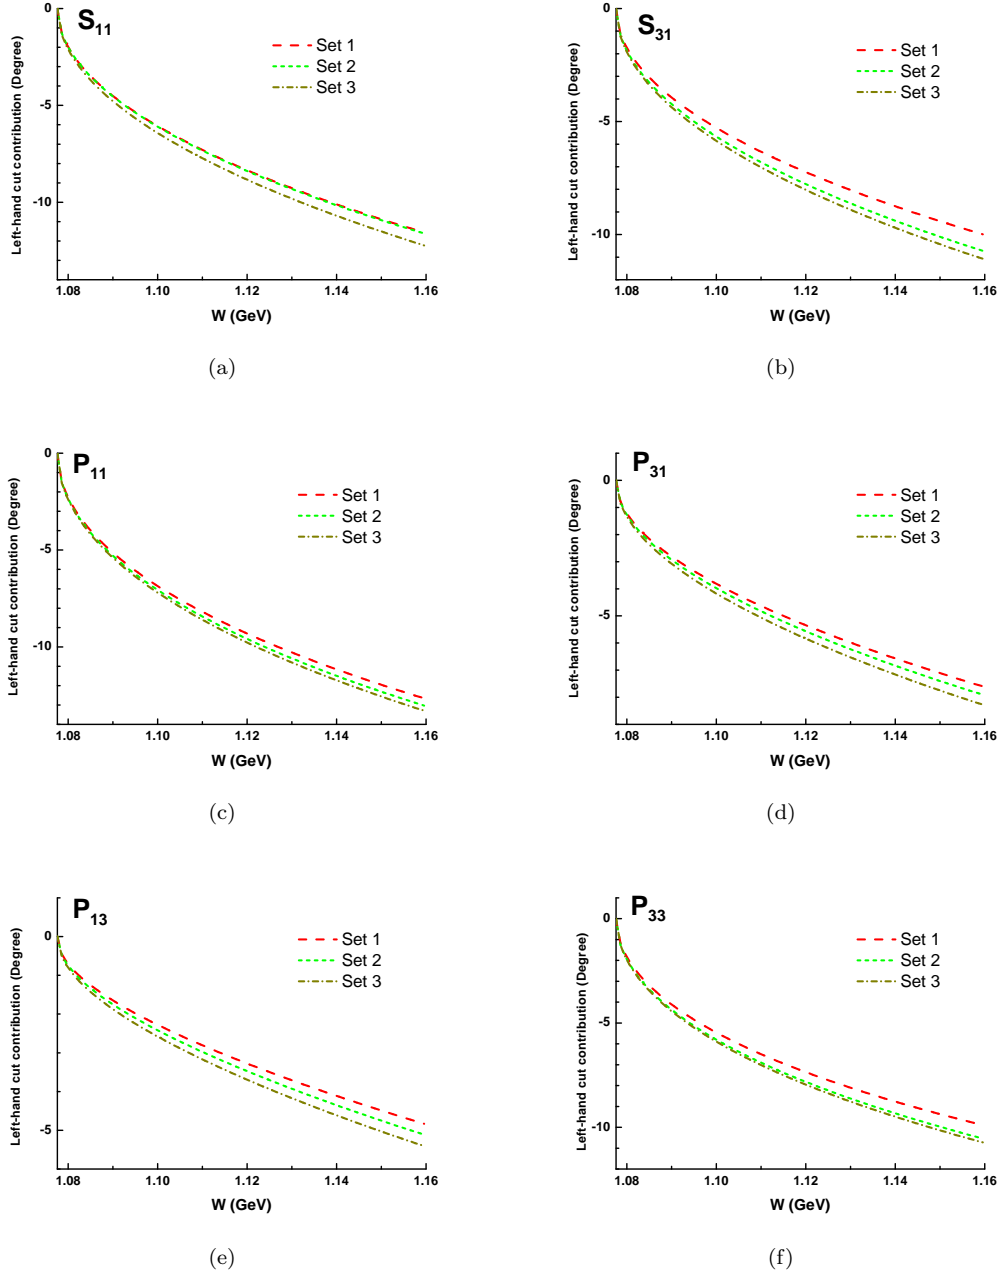 S11
Set 1
Set 2
Set 3
0
-5
-10
Left-hand cut contribution (Degree)
1.08 1.10 1.12 1.14 1.16
W (GeV)
(a)
S31
Set 1
Set 2
Set 3
0
-5
-10
Left-hand cut contribution (Degree)
1.08 1.10 1.12 1.14 1.16
W (GeV)
(b)
P11
Set 1
Set 2
Set 3
0
-5
-10
Left-hand cut contribution (Degree)
1.08 1.10 1.12 1.14 1.16
W (GeV)
(c)
P31
Set 1
Set 2
Set 3
0
-5
Left-hand cut contribution (Degree)
1.08 1.10 1.12 1.14 1.16
W (GeV)
(d)
P13
Set 1
Set 2
Set 3
0
-5
Left-hand cut contribution (Degree)
1.08 1.10 1.12 1.14 1.16
W (GeV)
(e)
P33
Set 1
Set 2
Set 3
0
-5
-10
Left-hand cut contribution (Degree)
1.08 1.10 1.12 1.14 1.16
W (GeV)
(f)